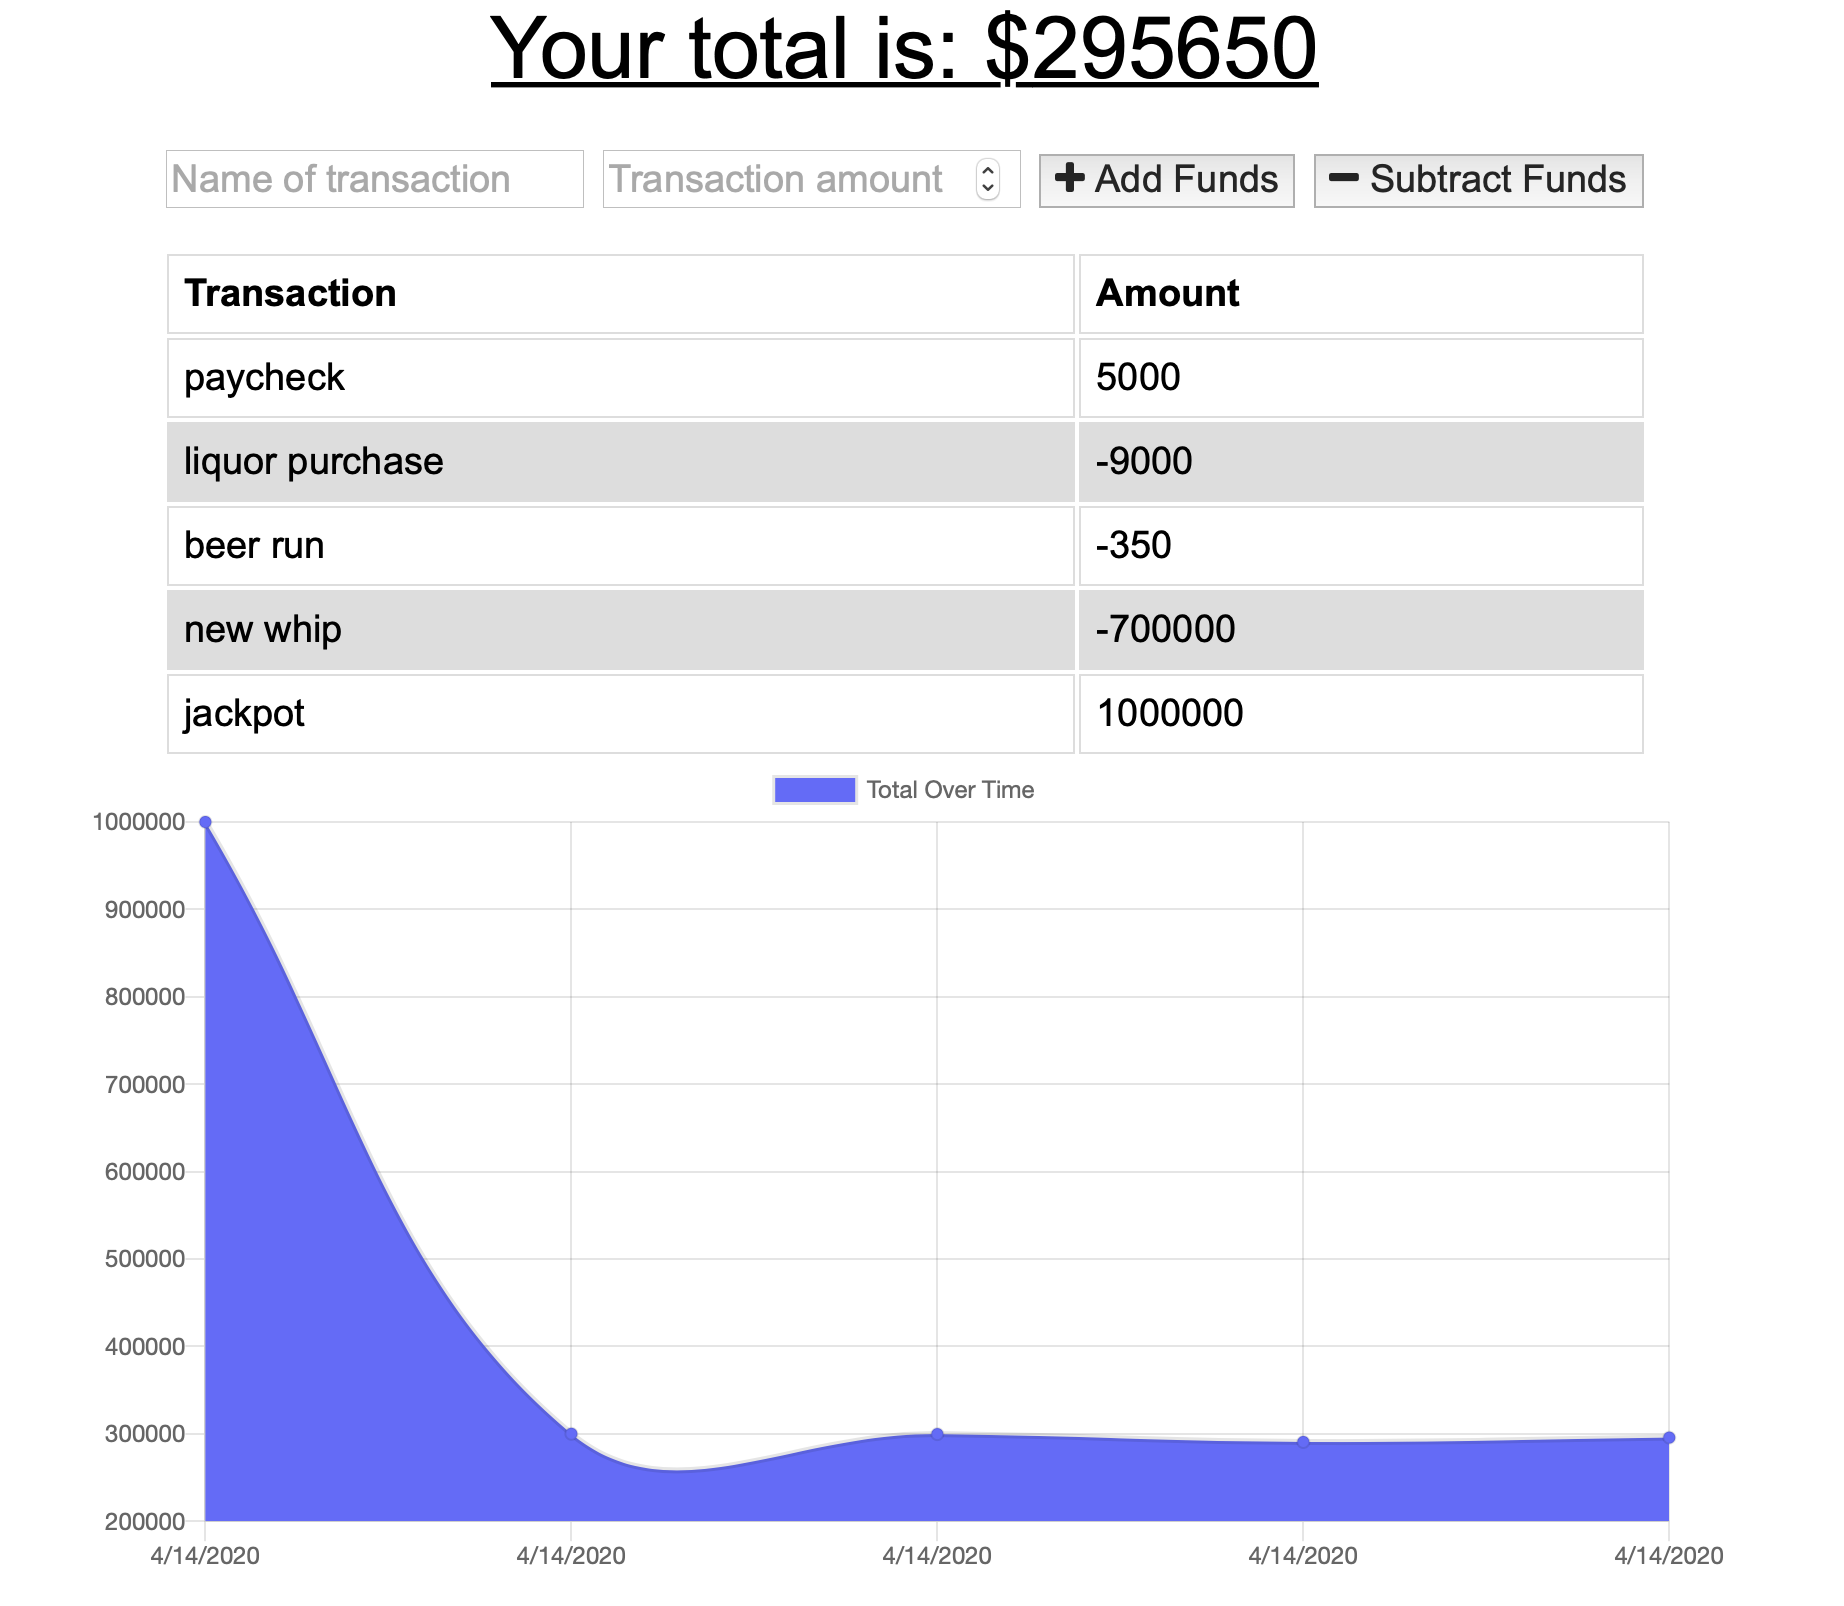 Your total is: $295650
Name of transaction Transaction amount Add Funds Subtract Funds
Transaction Amount
paycheck 5000
liquor purchase -9000
beer run -350
new whip -700000
jackpot 1000000
Total Over Time
1000000
900000
800000
700000
600000
500000
400000
300000
200000
4/14/2020 4/14/2020 4/14/2020 4/14/2020 4/14/2020